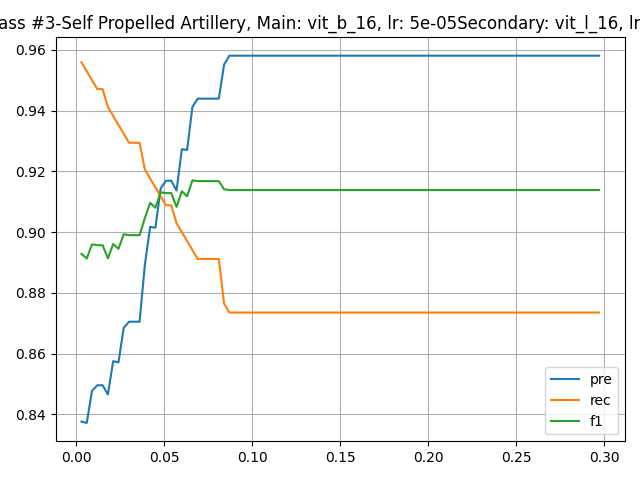 ass #3-Self Propelled Artillery, Main: vit_b_16, lr: 5e-05Secondary: vit_l_16, lr
0.96
0.94
0.92
0.90
0.88
0.86
0.84
0.00 0.05 0.10 0.15 0.20 0.25 0.30
pre
rec
f1